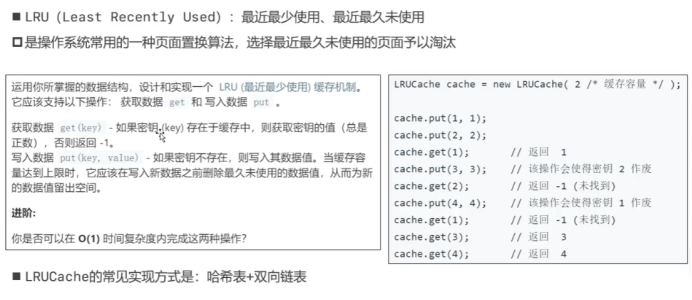 ■ LRU（Least Recently Used）：最近最少使用、最近最久未使用
□是操作系统常用的一种页面置换算法，选择最近最久未使用的页面予以淘汰
运用你所掌握的数据结构，设计和实现一个 LRU (最近最少使用) 缓存机制。
它应该支持以下操作： 获取数据 get 和 写入数据 put 。
获取数据 get(key) - 如果密钥 (key) 存在于缓存中，则获取密钥的值（总是
正数），否则返回 -1。
写入数据 put(key, value) - 如果密钥不存在，则写入其数据值。当缓存容
量达到上限时，它应该在写入新数据之前删除最久未使用的数据值，从而为新
的数据值留出空间。
进阶:
你是否可以在 O(1) 时间复杂度内完成这两种操作？
LRUCache cache = new LRUCache( 2 /* 缓存容量 */ );
cache.put(1, 1);
cache.put(2, 2);
cache.get(1);       // 返回  1
cache.put(3, 3);    // 该操作会使得密钥 2 作废
cache.get(2);       // 返回 -1 (未找到)
cache.put(4, 4);    // 该操作会使得密钥 1 作废
cache.get(1);       // 返回 -1 (未找到)
cache.get(3);       // 返回  3
cache.get(4);       // 返回  4
■ LRUCache的常见实现方式是：哈希表+双向链表